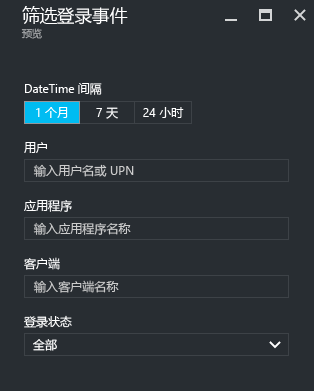 筛选登录事件
预览
DateTime 间隔
1 个月
7 天
24 小时
用户
输入用户名或 UPN
应用程序
输入应用程序名称
客户端
输入客户端名称
登录状态
全部